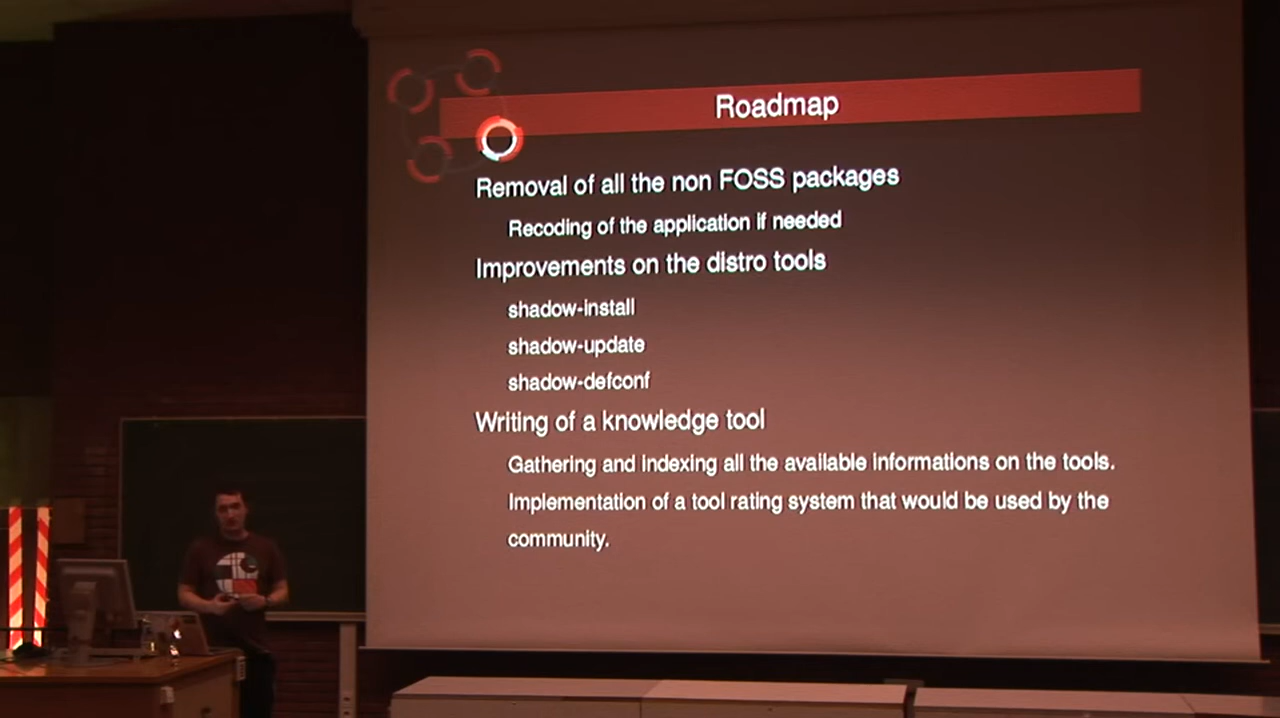 Roadmap
Removal of all the non FOSS packages
Recoding of the application if needed
Improvements on the distro tools
shadow-install
shadow-update
shadow-defconf
Writing of a knowledge tool
Gathering and indexing all the available informations on the tools.
Implementation of a tool rating system that would be used by the
community.